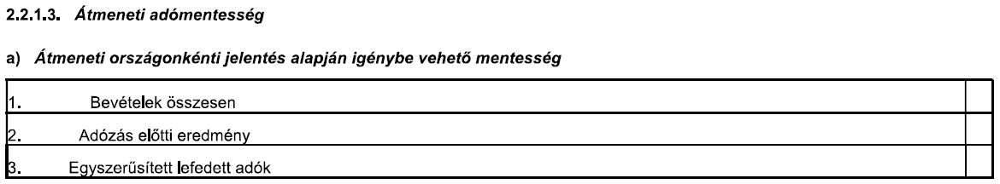 2.2.1.3. Átmeneti adómentesség
a) Átmeneti országonkénti jelentés alapján igénybe vehető mentesség
1. Bevételek összesen
2. Adózás előtti eredmény
3. Egyszerűsített lefedett adók